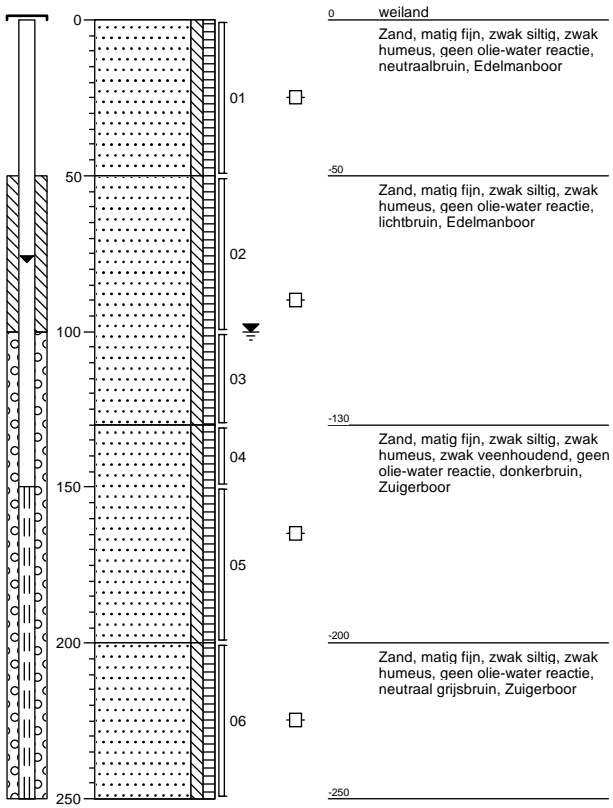 0
50
100
150
200
250
01
02
03
04
05
06
0
weiland
Zand, matig fijn, zwak siltig, zwak
humeus, geen olie-water reactie,
neutraalbruin, Edelmanboor
-50
Zand, matig fijn, zwak siltig, zwak
humeus, geen olie-water reactie,
lichtbruin, Edelmanboor
-130
Zand, matig fijn, zwak siltig, zwak
humeus, zwak veenhoudend, geen
olie-water reactie, donkerbruin,
Zuigerboor
-200
Zand, matig fijn, zwak siltig, zwak
humeus, geen olie-water reactie,
neutraal grijsbruin, Zuigerboor
-250